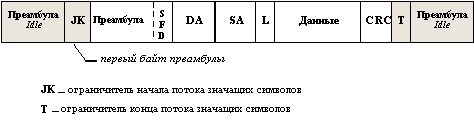 Преамбула Idle JK Преамбула S F D DA SA L Данные CRC T Преамбула Idle
первый байт преамбулы
JK – ограничитель начала потока значащих символов
T – ограничитель конца потока значащих символов